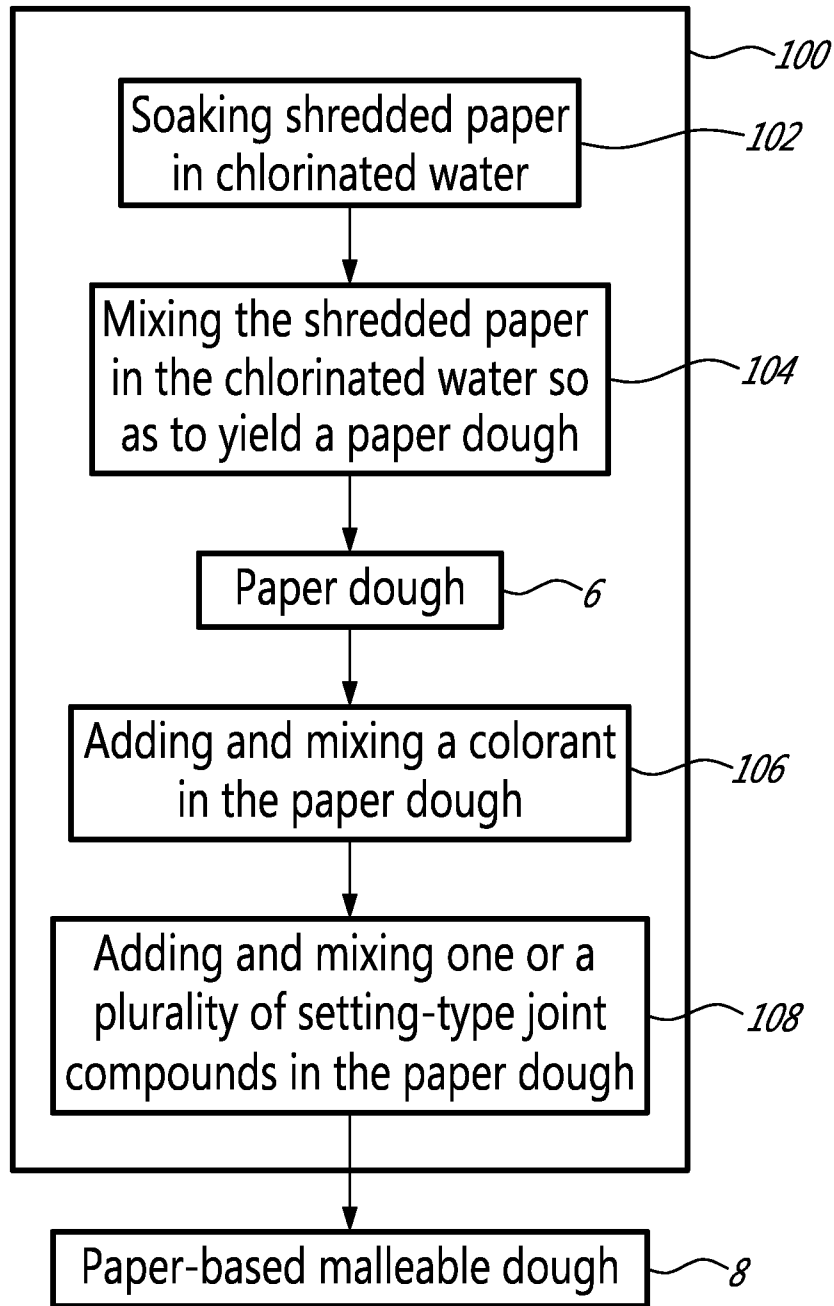 100
Soaking shredded paper
in chlorinated water
102
Mixing the shredded paper
in the chlorinated water so
as to yield a paper dough
104
Paper dough
6
Adding and mixing a colorant
in the paper dough
106
Adding and mixing one or a
plurality of setting-type joint
compounds in the paper dough
108
Paper-based malleable dough
8